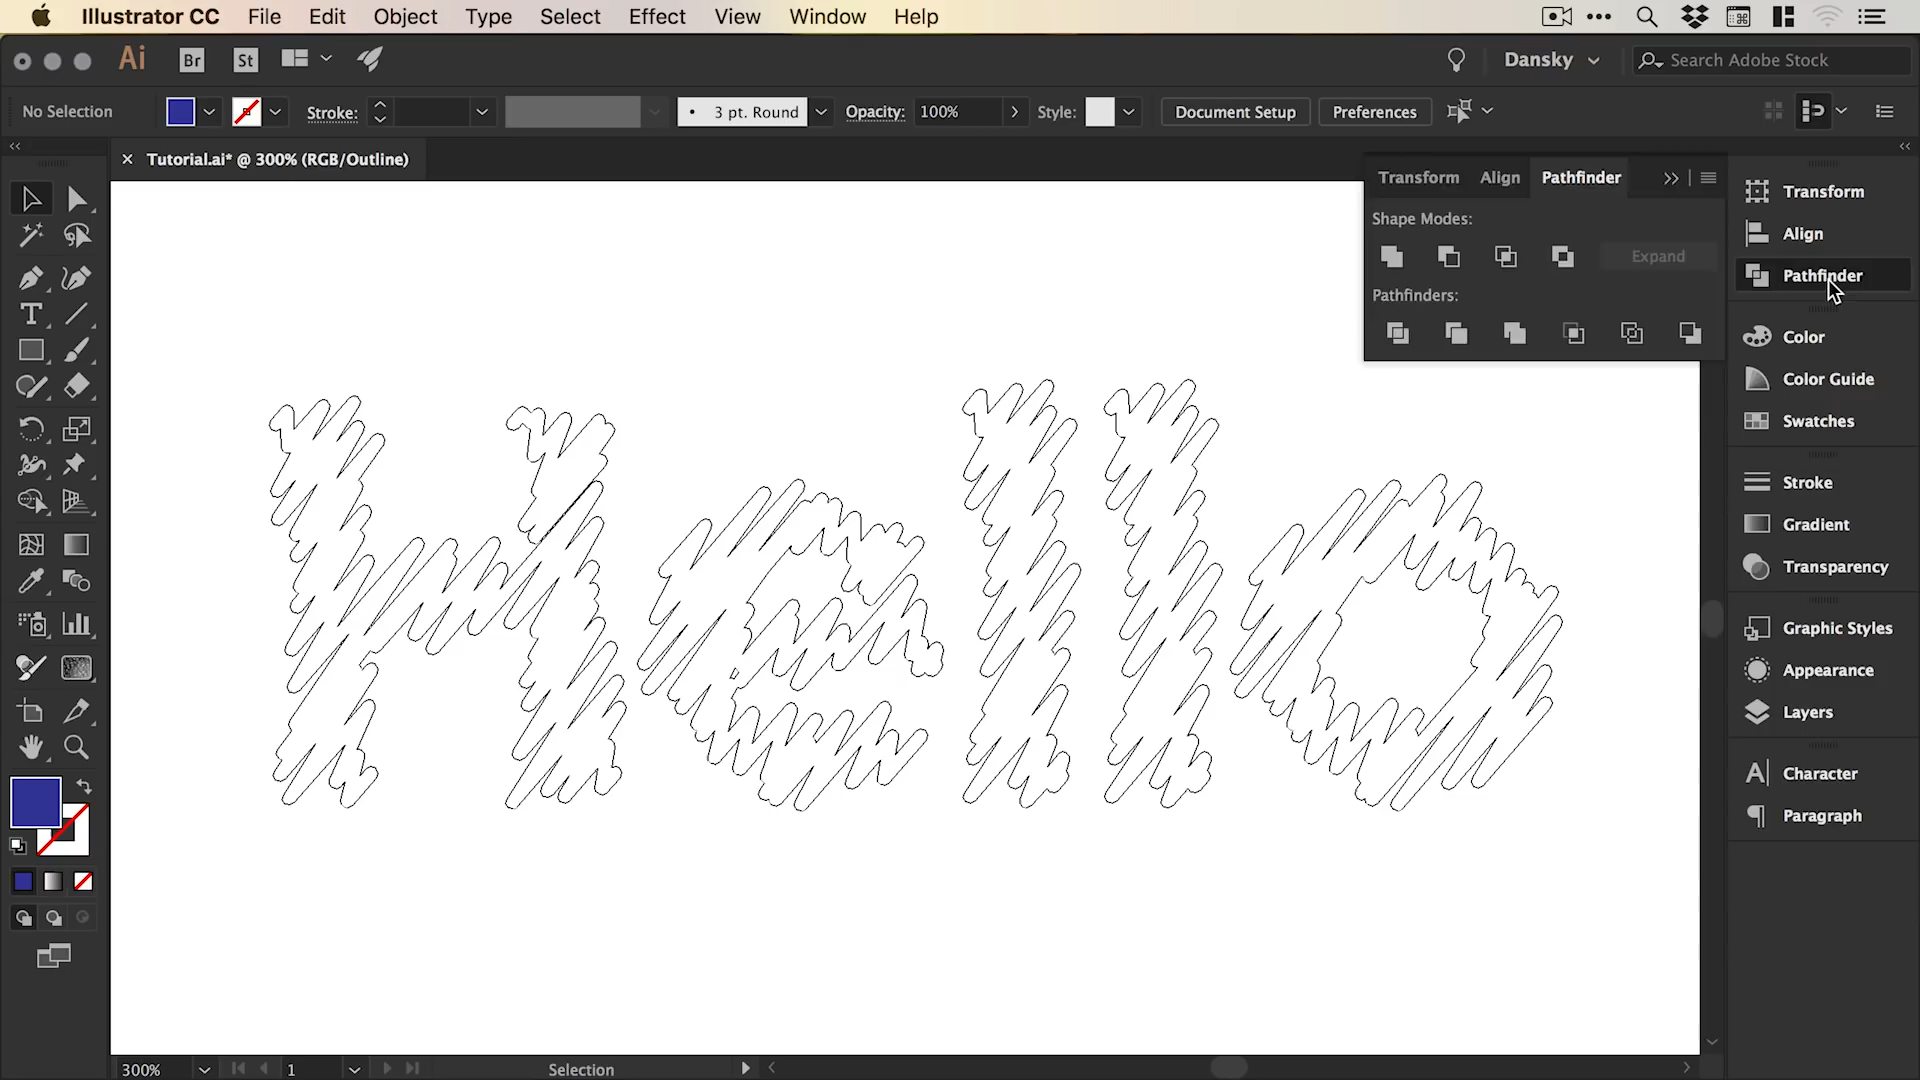 Illustrator CC File Edit Object Type Select Effect View Window Help
Ai Br St Dansky Search Adobe Stock
No Selection Stroke: 3 pt. Round Opacity: 100% Style: Document Setup Preferences
Tutorial.ai* @ 300% (RGB/Outline)
Transform Align Pathfinder
Shape Modes:
Expand
Pathfinders:
Transform
Align
Pathfinder
Color
Color Guide
Swatches
Stroke
Gradient
Transparency
Graphic Styles
Appearance
Layers
Character
Paragraph
Hello
300% 1 Selection